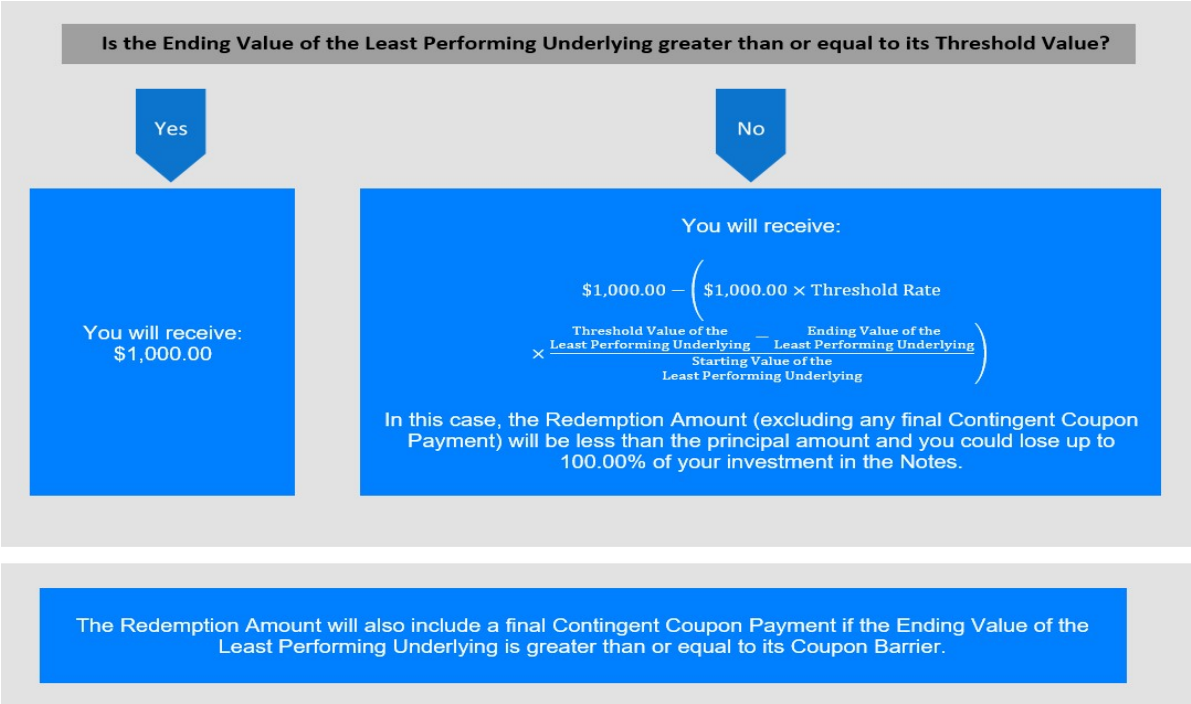 Is the Ending Value of the Least Performing Underlying greater than or equal to its Threshold Value?
Yes
No
You will receive:
$1,000.00
You will receive:
$1,000.00 − ($1,000.00 × Threshold Rate
× Threshold Value of the Least Performing Underlying − Ending Value of the Least Performing Underlying
Starting Value of the
Least Performing Underlying )
In this case, the Redemption Amount (excluding any final Contingent Coupon
Payment) will be less than the principal amount and you could lose up to
100.00% of your investment in the Notes.
The Redemption Amount will also include a final Contingent Coupon Payment if the Ending Value of the
Least Performing Underlying is greater than or equal to its Coupon Barrier.